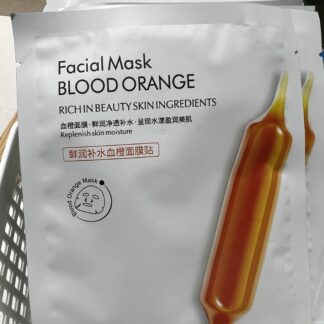 Facial Mask
BLOOD ORANGE
RICH IN BEAUTY SKIN INGREDIENTS
血橙面膜·鲜润净透补水·呈现水漾盈润美肌
Replenish skin moisture
鲜润补水血橙面膜贴
Blood Orange Mask